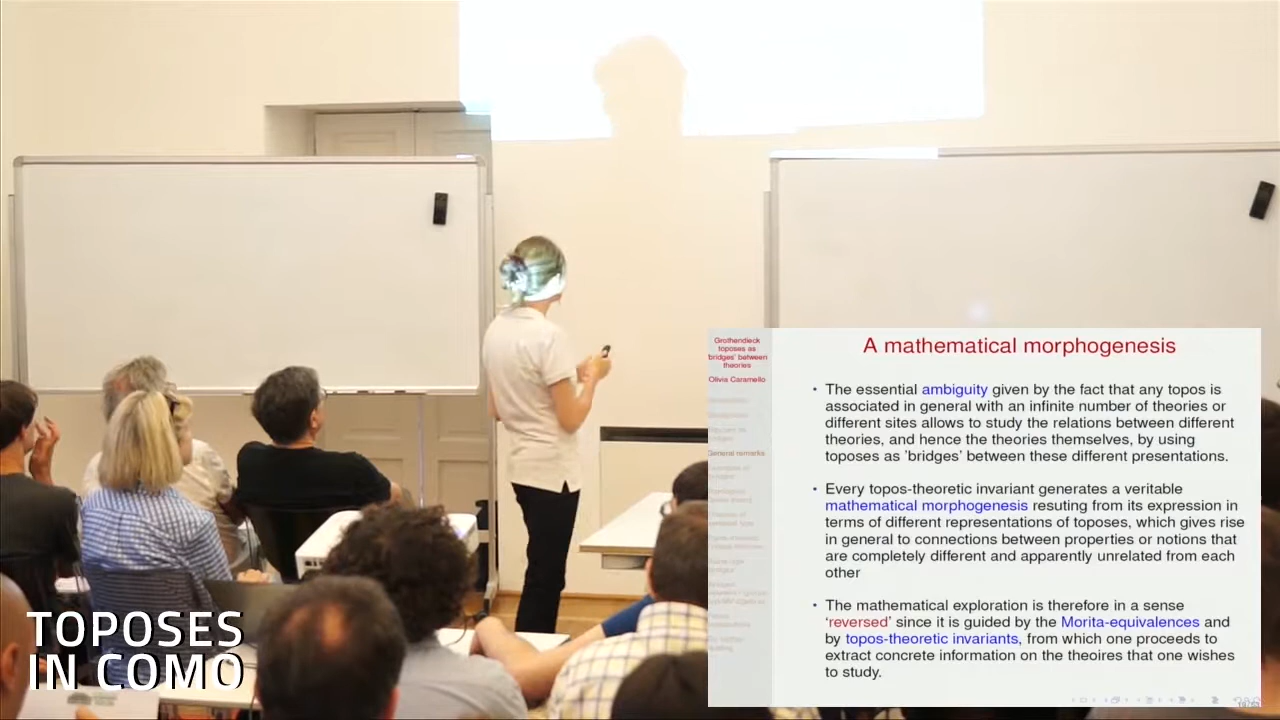 Grothendieck
toposes as
'bridges' between
theories
Olivia Caramello
General remarks
A mathematical morphogenesis
• The essential ambiguity given by the fact that any topos is
associated in general with an infinite number of theories or
different sites allows to study the relations between different
theories, and hence the theories themselves, by using
toposes as 'bridges' between these different presentations.
• Every topos-theoretic invariant generates a veritable
mathematical morphogenesis resuting from its expression in
terms of different representations of toposes, which gives rise
in general to connections between properties or notions that
are completely different and apparently unrelated from each
other
• The mathematical exploration is therefore in a sense
'reversed' since it is guided by the Morita-equivalences and
by topos-theoretic invariants, from which one proceeds to
extract concrete information on the theoires that one wishes
to study.
TOPOSES
IN COMO